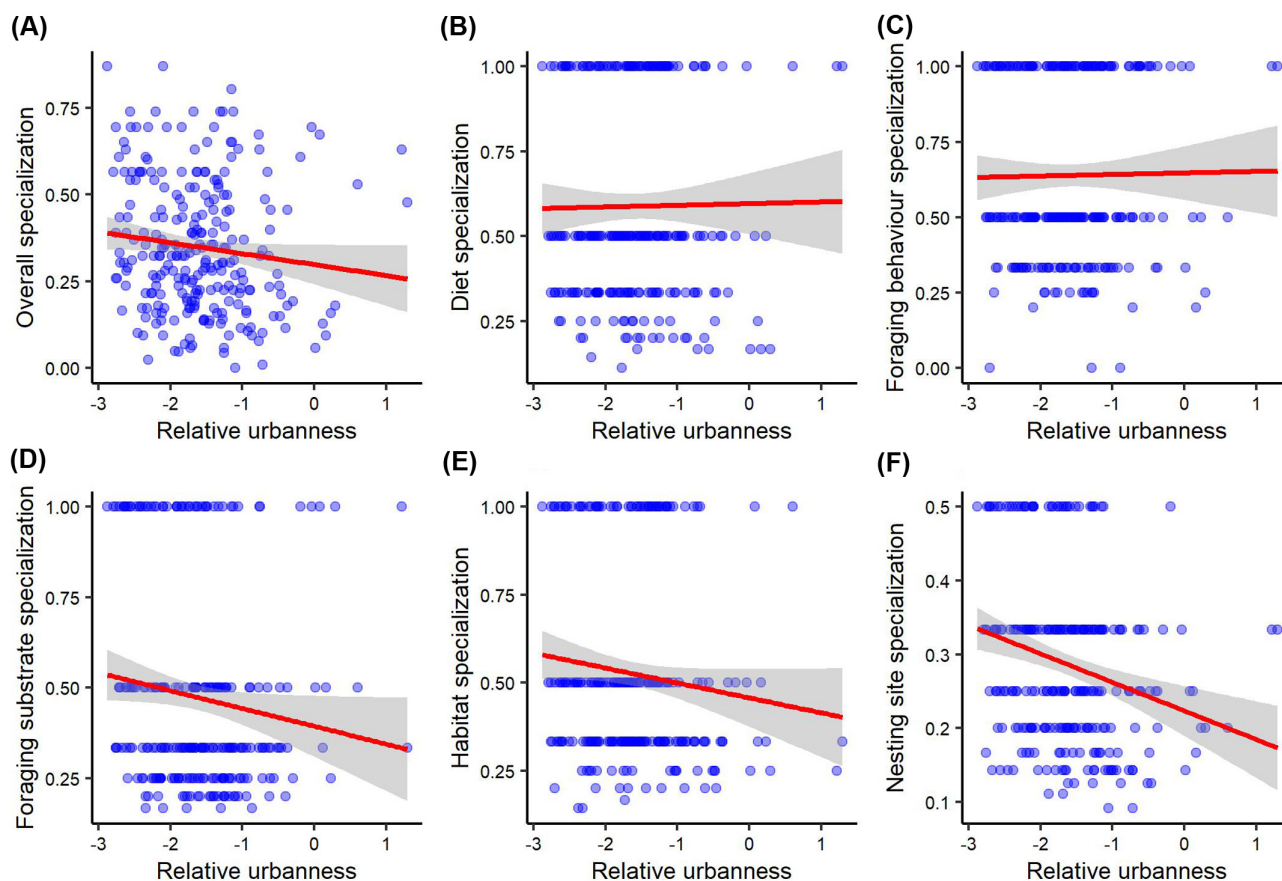 (A)
Overall specialization
0.75
0.50
0.25
0.00
-3 -2 -1 0 1
Relative urbanness
(B)
Diet specialization
1.00
0.75
0.50
0.25
-3 -2 -1 0 1
Relative urbanness
(C)
Foraging behaviour specialization
1.00
0.75
0.50
0.25
0.00
-3 -2 -1 0 1
Relative urbanness
(D)
Foraging substrate specialization
1.00
0.75
0.50
0.25
-3 -2 -1 0 1
Relative urbanness
(E)
Habitat specialization
1.00
0.75
0.50
0.25
-3 -2 -1 0 1
Relative urbanness
(F)
Nesting site specialization
0.5
0.4
0.3
0.2
0.1
-3 -2 -1 0 1
Relative urbanness